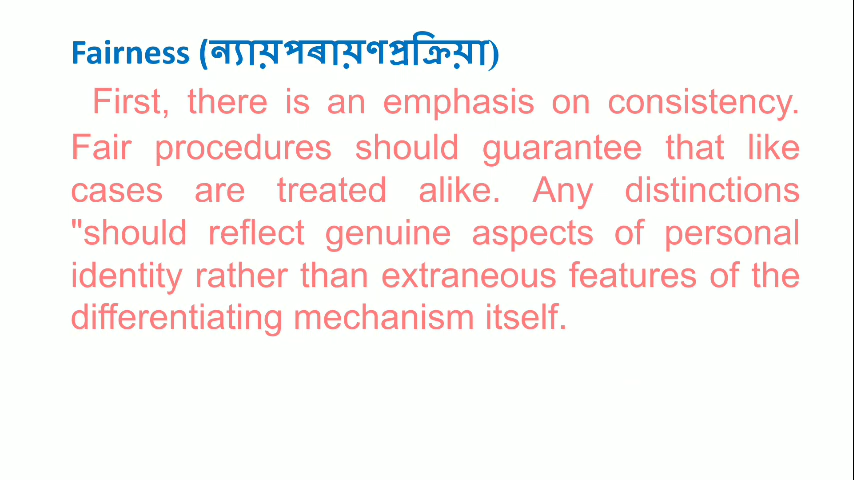 Fairness (ন্যায়পৰায়ণপ্ৰক্ৰিয়া)
First, there is an emphasis on consistency.
Fair procedures should guarantee that like
cases are treated alike. Any distinctions
"should reflect genuine aspects of personal
identity rather than extraneous features of the
differentiating mechanism itself.